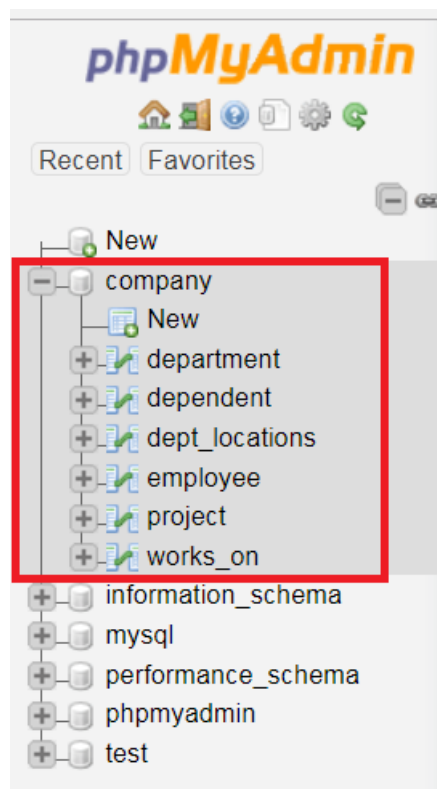 phpMyAdmin
Recent Favorites
New
company
New
department
dependent
dept_locations
employee
project
works_on
information_schema
mysql
performance_schema
phpmyadmin
test